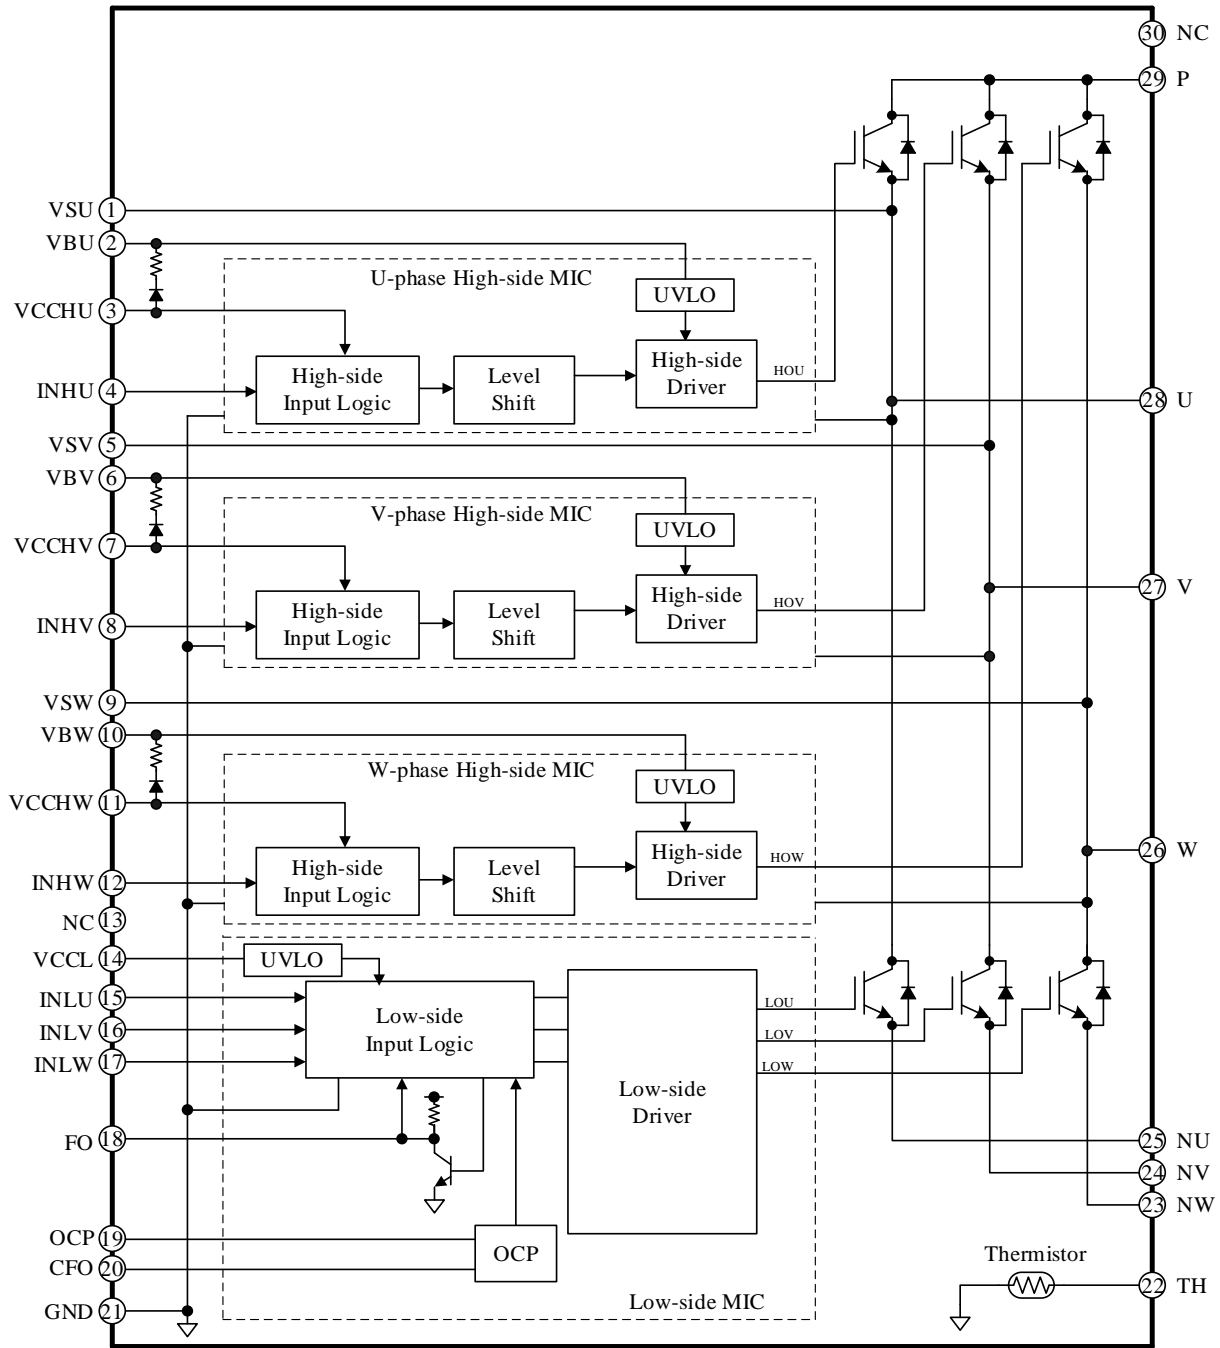 30 NC
29 P
VSU 1
VBU 2
U-phase High-side MIC
UVLO
VCCHU 3
High-side
Input Logic
Level
Shift
High-side
Driver
HOU
INHU 4
28 U
VSV 5
VBV 6
V-phase High-side MIC
UVLO
VCCHV 7
High-side
Input Logic
Level
Shift
High-side
Driver
HOV
27 V
INHV 8
VSW 9
VBW 10
W-phase High-side MIC
UVLO
VCCHW 11
High-side
Input Logic
Level
Shift
High-side
Driver
HOW
26 W
INHW 12
NC 13
VCCL 14
UVLO
INLU 15
INLV 16
INLW 17
Low-side
Input Logic
LOU
LOV
LOW
Low-side
Driver
FO 18
25 NU
24 NV
23 NW
OCP 19
CFO 20
OCP
Thermistor
22 TH
GND 21
Low-side MIC